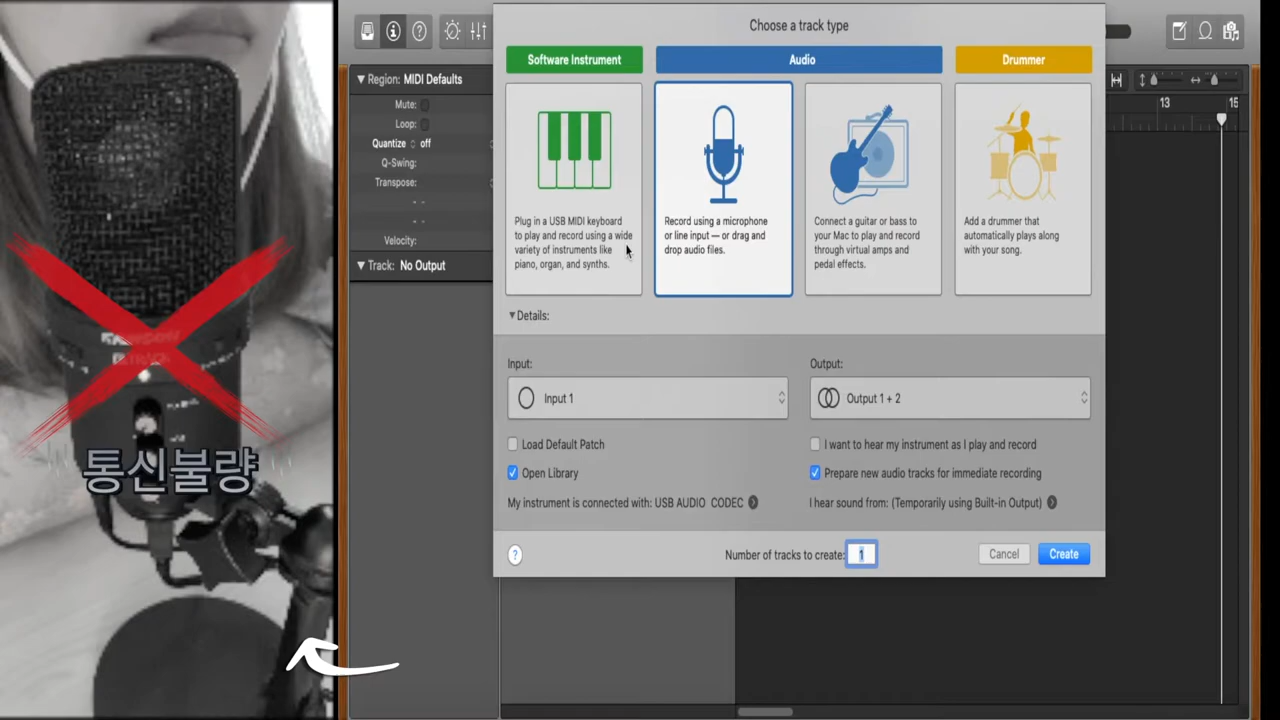 통신불량
Choose a track type
Software Instrument
Audio
Drummer
Region: MIDI Defaults
Mute:
Loop:
Quantize off
Q-Swing:
Transpose:
Velocity:
Track: No Output
13
15
Plug in a USB MIDI keyboard
to play and record using a wide
variety of instruments like
piano, organ, and synths.
Record using a microphone
or line input — or drag and
drop audio files.
Connect a guitar or bass to
your Mac to play and record
through virtual amps and
pedal effects.
Add a drummer that
automatically plays along
with your song.
Details:
Input:
Input 1
Output:
Output 1 + 2
Load Default Patch
Open Library
My instrument is connected with: USB AUDIO CODEC
I want to hear my instrument as I play and record
Prepare new audio tracks for immediate recording
I hear sound from: (Temporarily using Built-in Output)
?
Number of tracks to create: 1
Cancel
Create